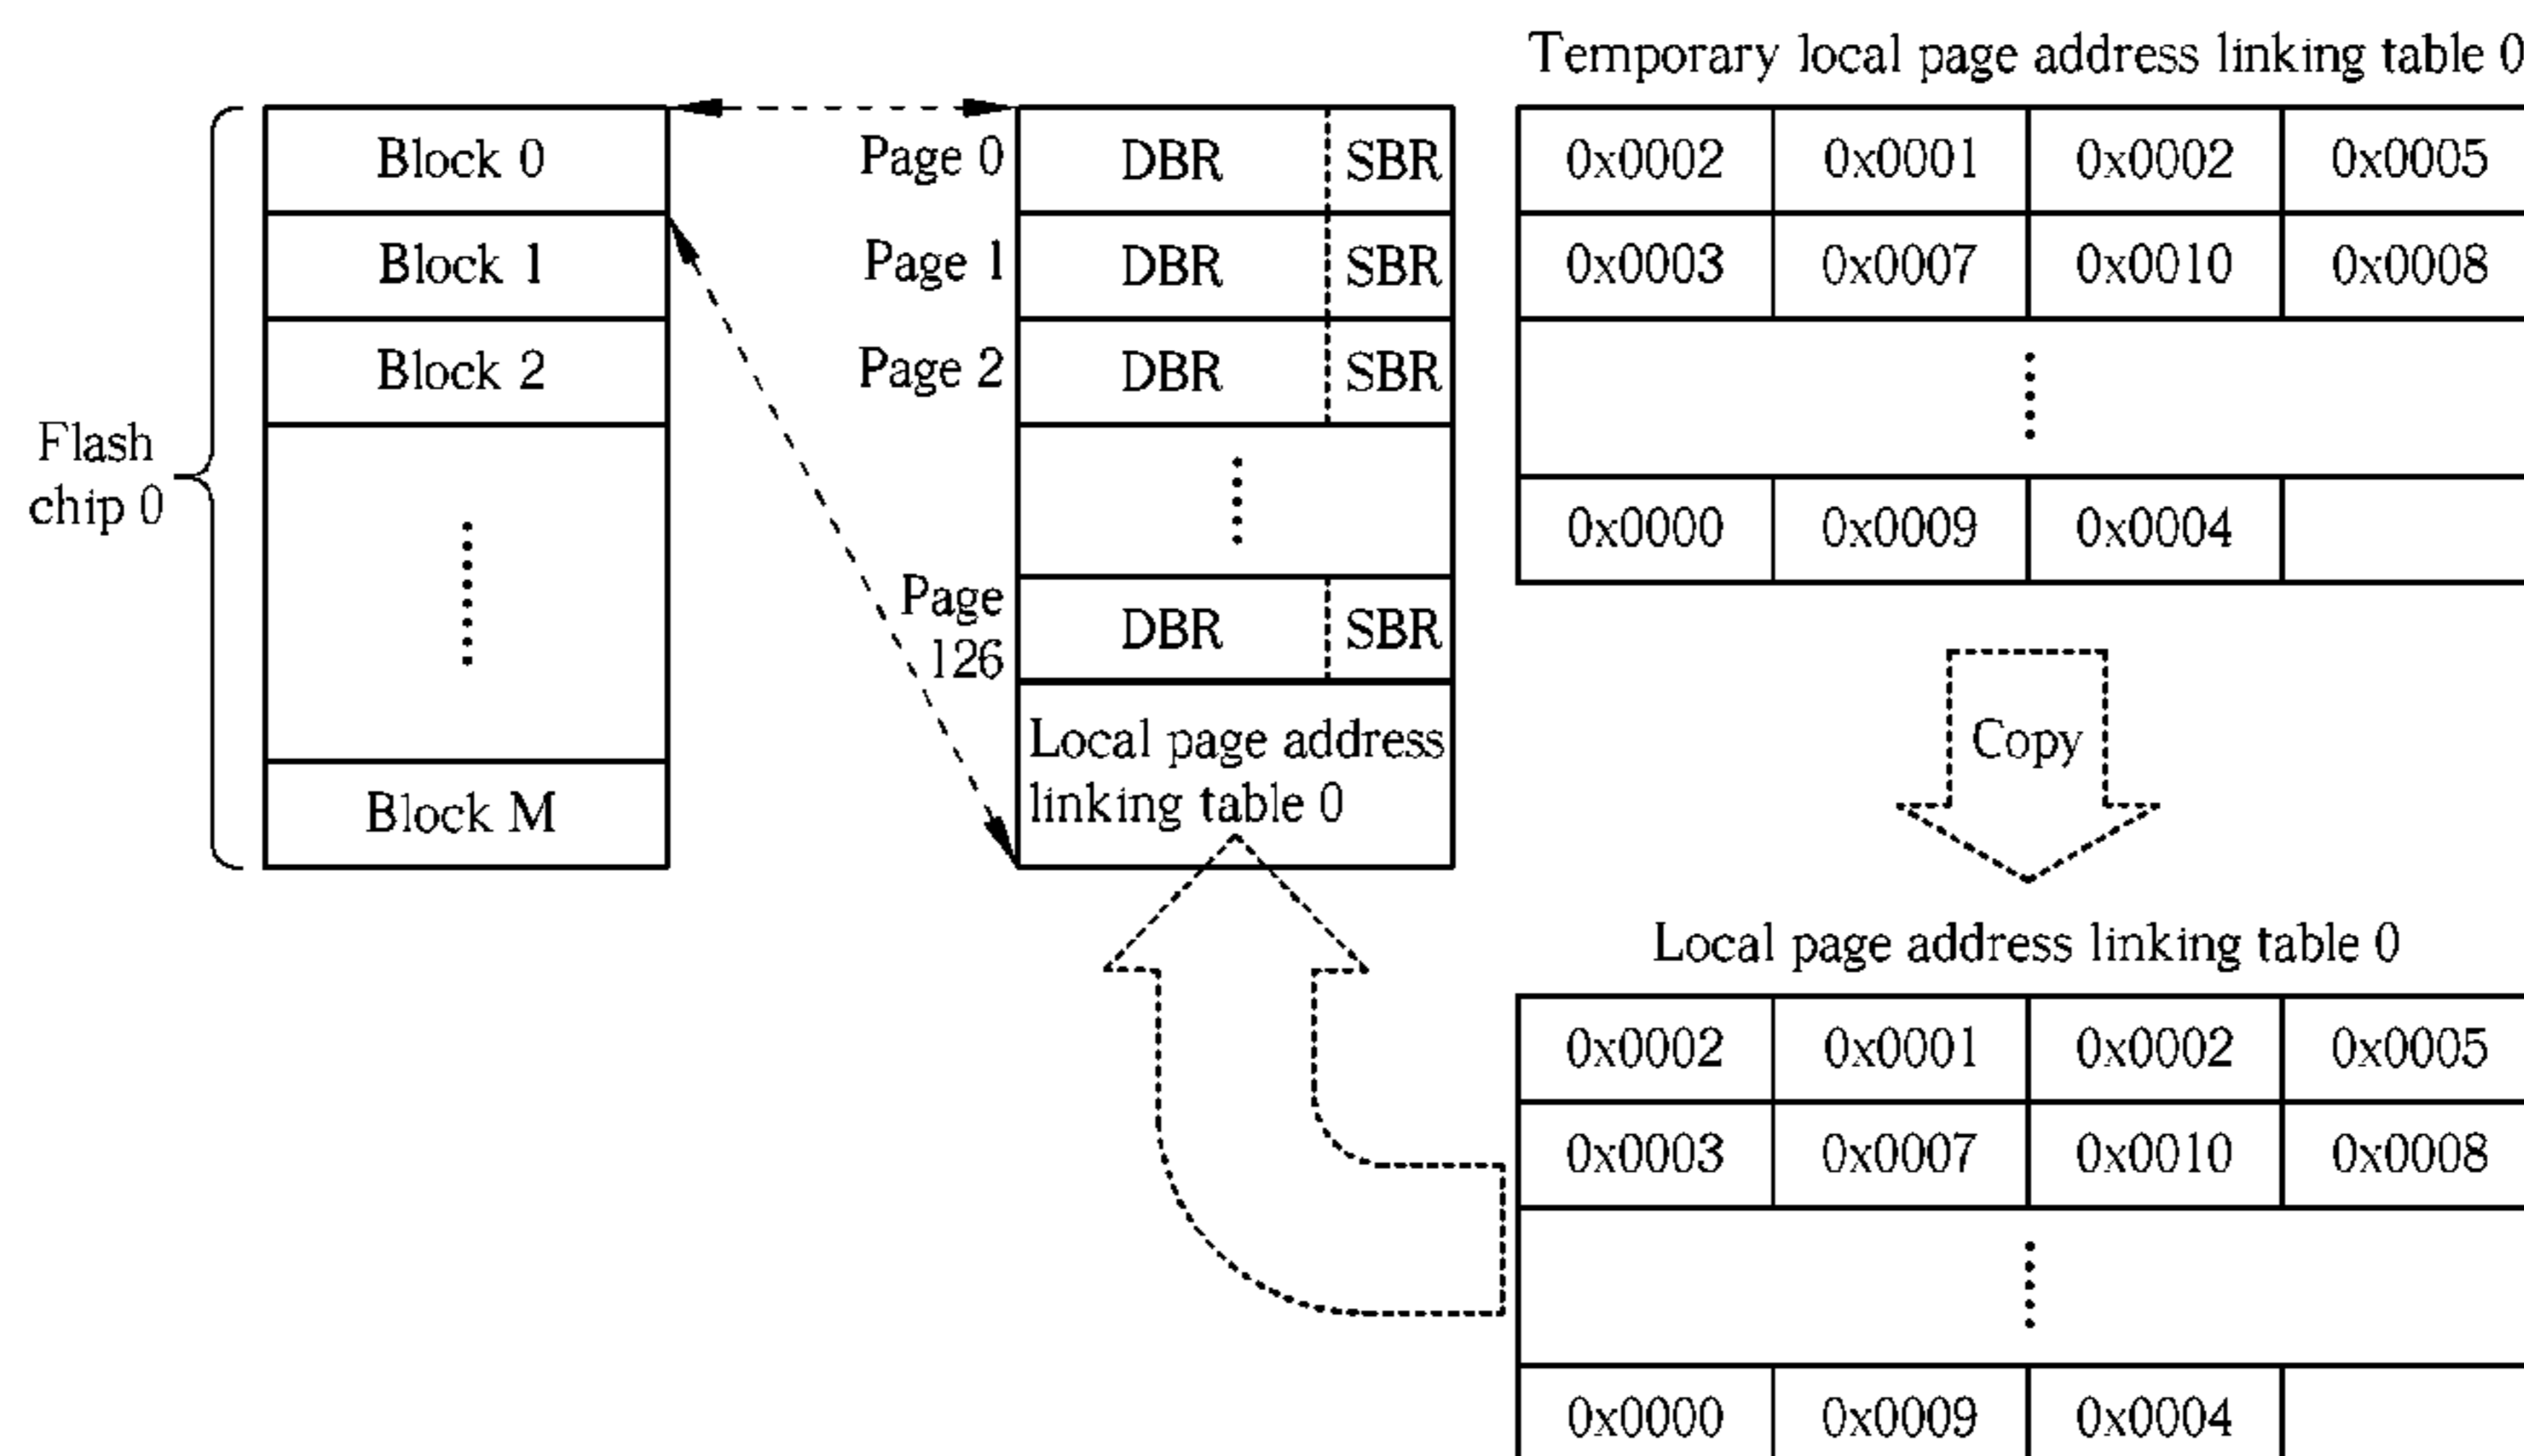 Flash
chip 0
Block 0
Block 1
Block 2
Block M
Page 0
DBR
SBR
Page 1
DBR
SBR
Page 2
DBR
SBR
Page
126
DBR
SBR
Local page address
linking table 0
Temporary local page address linking table 0
0x0002 0x0001 0x0002 0x0005
0x0003 0x0007 0x0010 0x0008
0x0000 0x0009 0x0004
Copy
Local page address linking table 0
0x0002 0x0001 0x0002 0x0005
0x0003 0x0007 0x0010 0x0008
0x0000 0x0009 0x0004